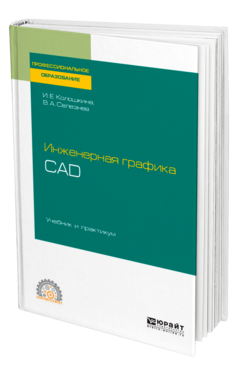 ПРОФЕССИОНАЛЬНОЕ
ОБРАЗОВАНИЕ
И. Е. Колошкина
В. А. Селезнев
Инженерная графика
CAD
Учебник и практикум
юрайт